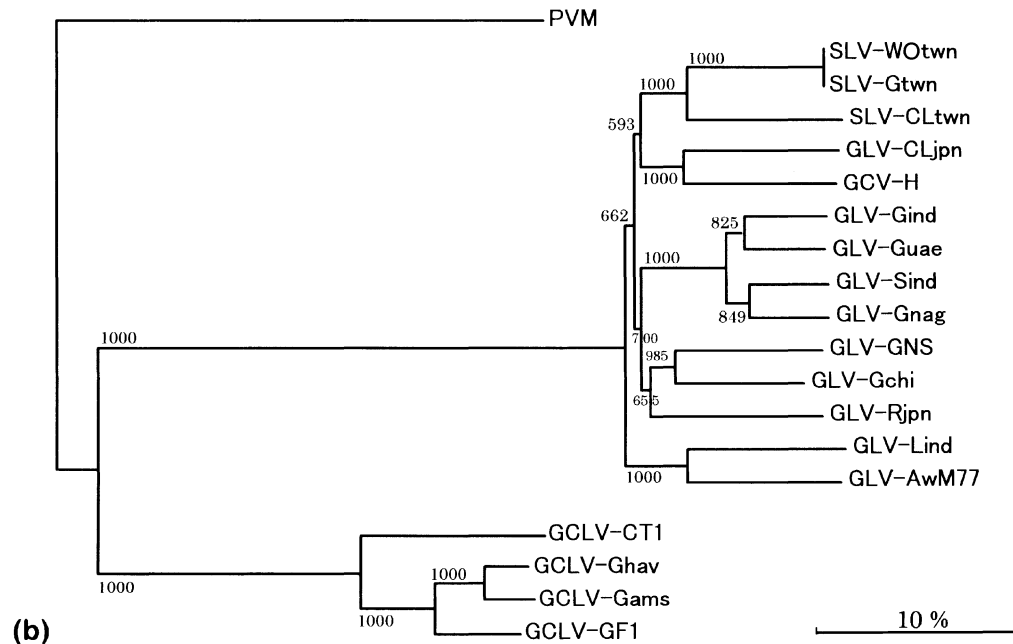 PVM
SLV-WOtwn
1000
SLV-Gtwn
1000
SLV-CLtwn
593
GLV-CLjpn
1000
GCV-H
662
GLV-Gind
825
GLV-Guae
1000
GLV-Sind
849
GLV-Gnag
1000
700
985
GLV-GNS
GLV-Gchi
655
GLV-Rjpn
GLV-Lind
1000
GLV-AwM77
GCLV-CT1
1000
GCLV-Ghav
1000
GCLV-Gams
1000
GCLV-GF1
(b)
10 %